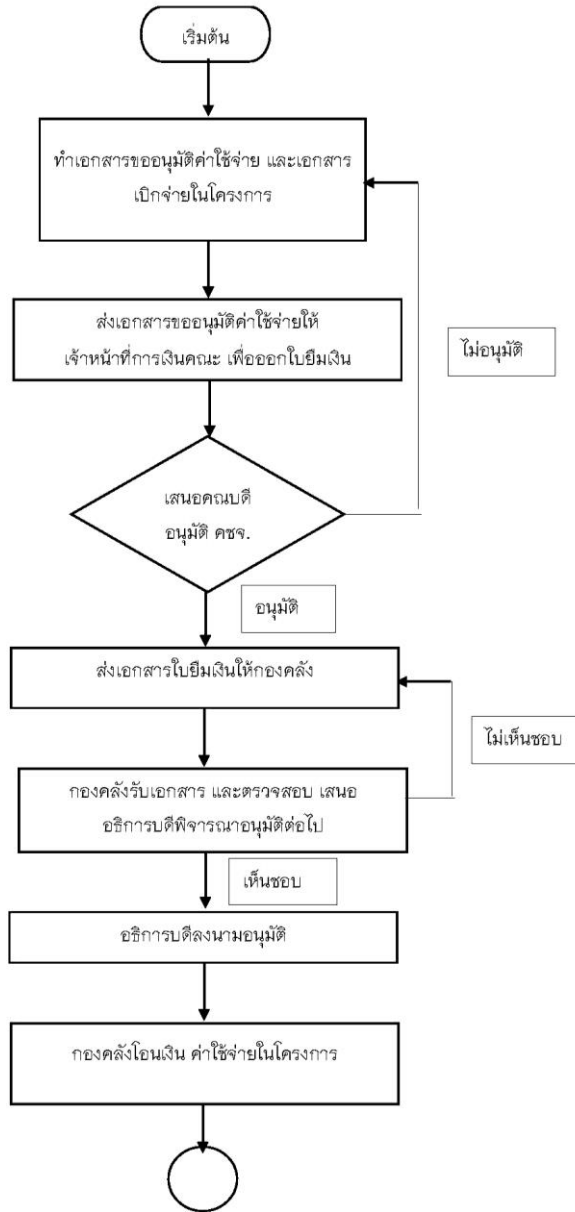 เริ่มต้น
ทำเอกสารขออนุมัติค่าใช้จ่าย และเอกสาร
เบิกจ่ายในโครงการ
ส่งเอกสารขออนุมัติค่าใช้จ่ายให้
เจ้าหน้าที่การเงินคณะ เพื่อออกใบยืมเงิน
ไม่อนุมัติ
เสนอคณบดี
อนุมัติ คชจ.
อนุมัติ
ส่งเอกสารใบยืมเงินให้กองคลัง
ไม่เห็นชอบ
กองคลังรับเอกสาร และตรวจสอบ เสนอ
อธิการบดีพิจารณาอนุมัติต่อไป
เห็นชอบ
อธิการบดีลงนามอนุมัติ
กองคลังโอนเงิน ค่าใช้จ่ายในโครงการ